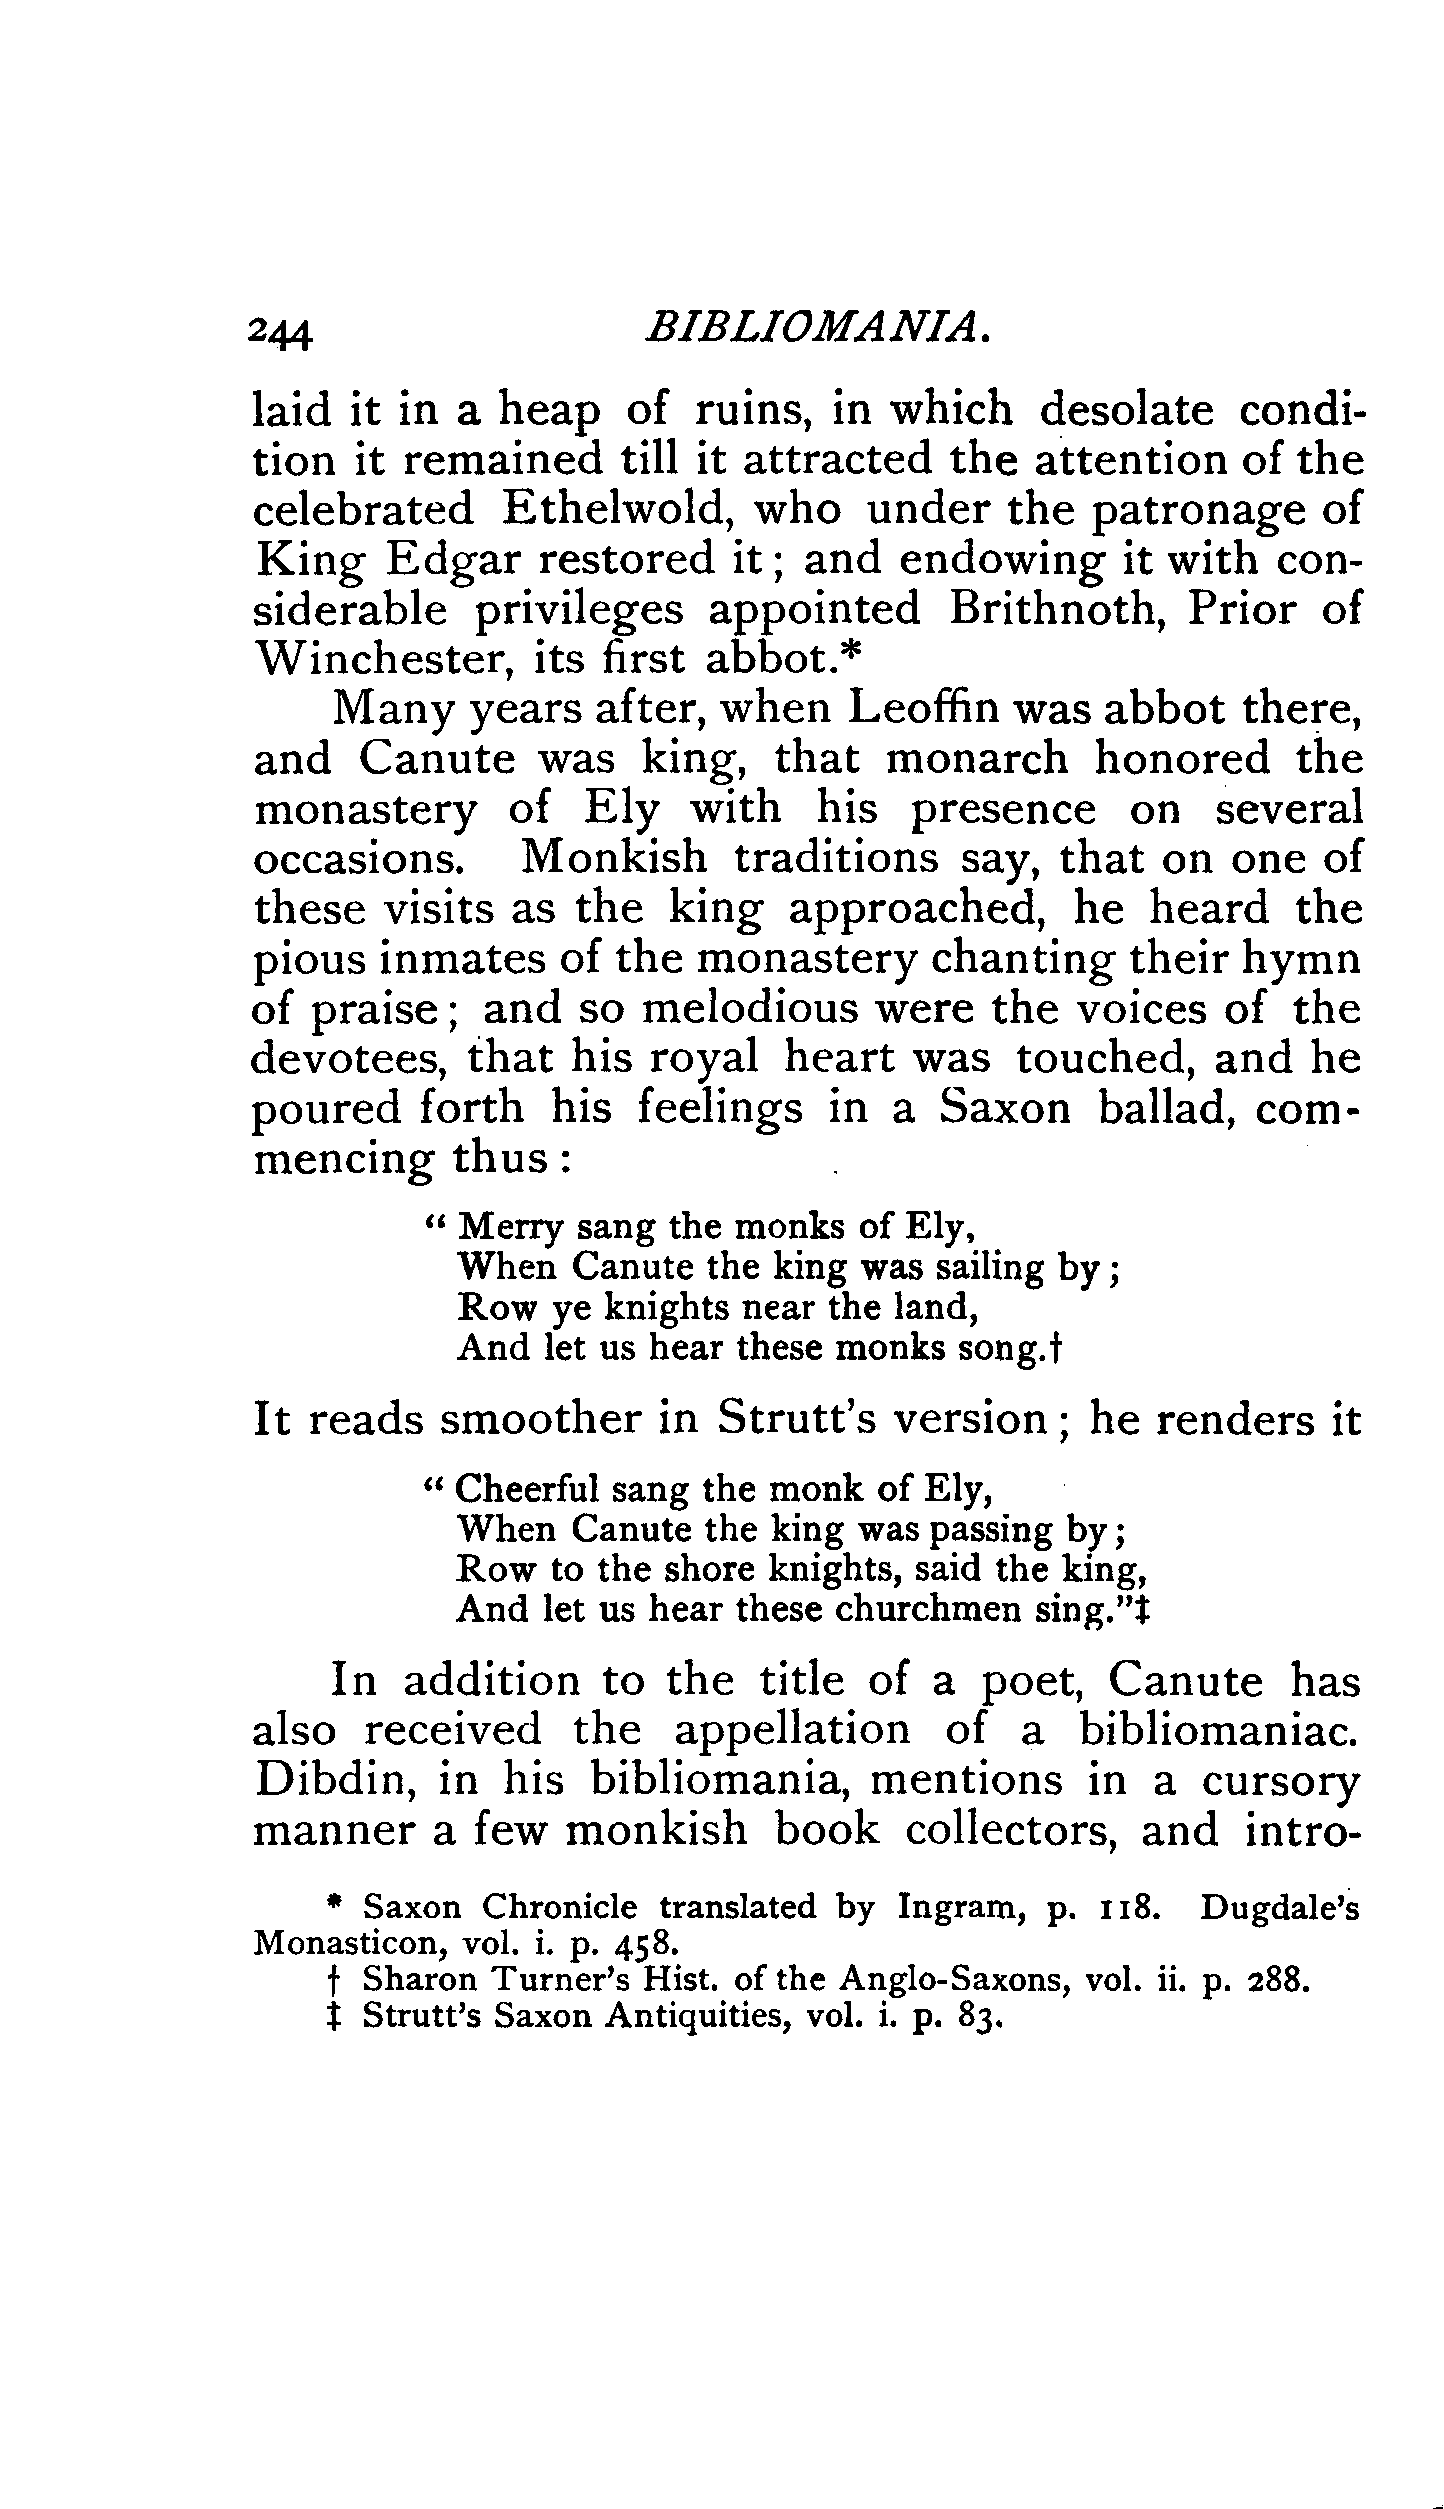 244 BIBLIOMANIA.
laid it in a heap of ruins, in which desolate condi-
tion it remained till it attracted the attention of the
celebrated Ethelwold, who under the patronage of
King Edgar restored it ; and endowing it with con-
siderable privileges appointed Brithnoth, Prior of
Winchester, its first abbot.*
Many years after, when Leoffin was abbot there,
and Canute was king, that monarch honored the
monastery of Ely with his presence on several
occasions. Monkish traditions say, that on one of
these visits as the king approached, he heard the
pious inmates of the monastery chanting their hymn
of praise ; and so melodious were the voices of the
devotees, that his royal heart was touched, and he
poured forth his feelings in a Saxon ballad, com-
mencing thus :
“ Merry sang the monks of Ely,
When Canute the king was sailing by ;
Row ye knights near the land,
And let us hear these monks song.†
It reads smoother in Strutt’s version ; he renders it
“ Cheerful sang the monk of Ely,
When Canute the king was passing by ;
Row to the shore knights, said the king,
And let us hear these churchmen sing.”‡
In addition to the title of a poet, Canute has
also received the appellation of a bibliomaniac.
Dibdin, in his bibliomania, mentions in a cursory
manner a few monkish book collectors, and intro-
* Saxon Chronicle translated by Ingram, p. 118. Dugdale’s
Monasticon, vol. i. p. 458.
† Sharon Turner’s Hist. of the Anglo-Saxons, vol. ii. p. 288.
‡ Strutt’s Saxon Antiquities, vol. i. p. 83.